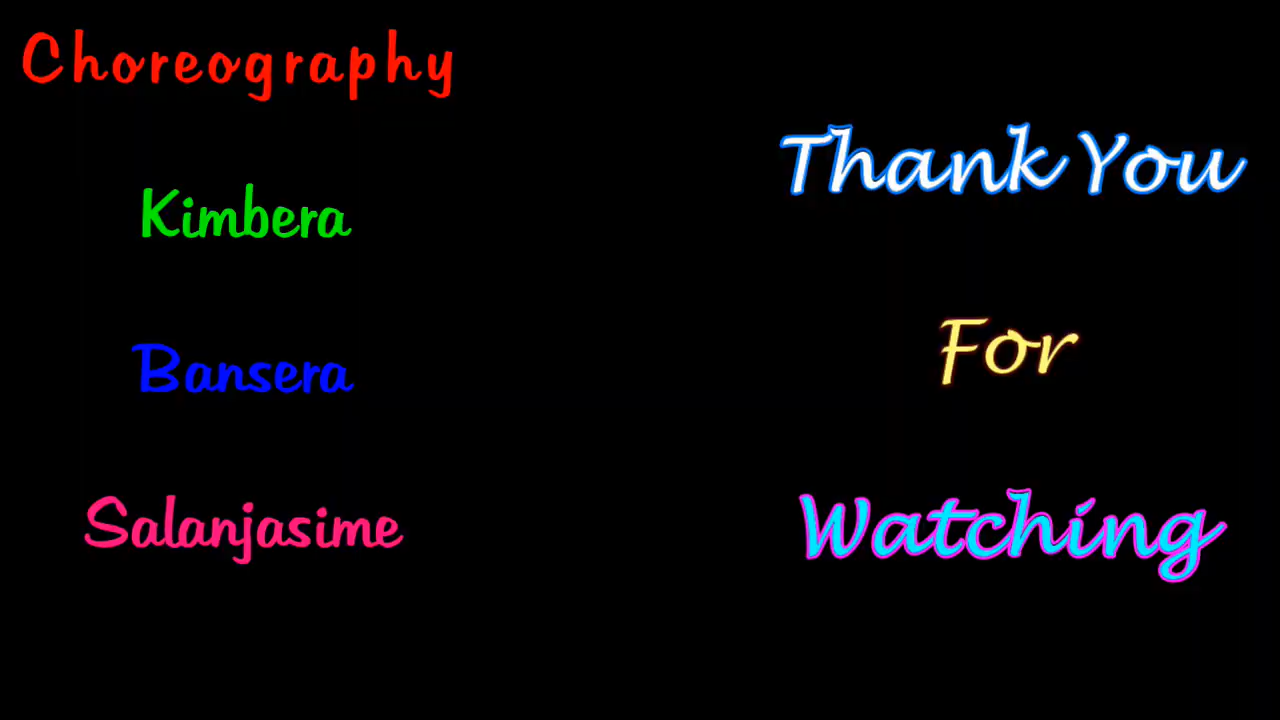 Choreography
Kimbera
Bansera
Salanjasime
Thank You
For
Watching